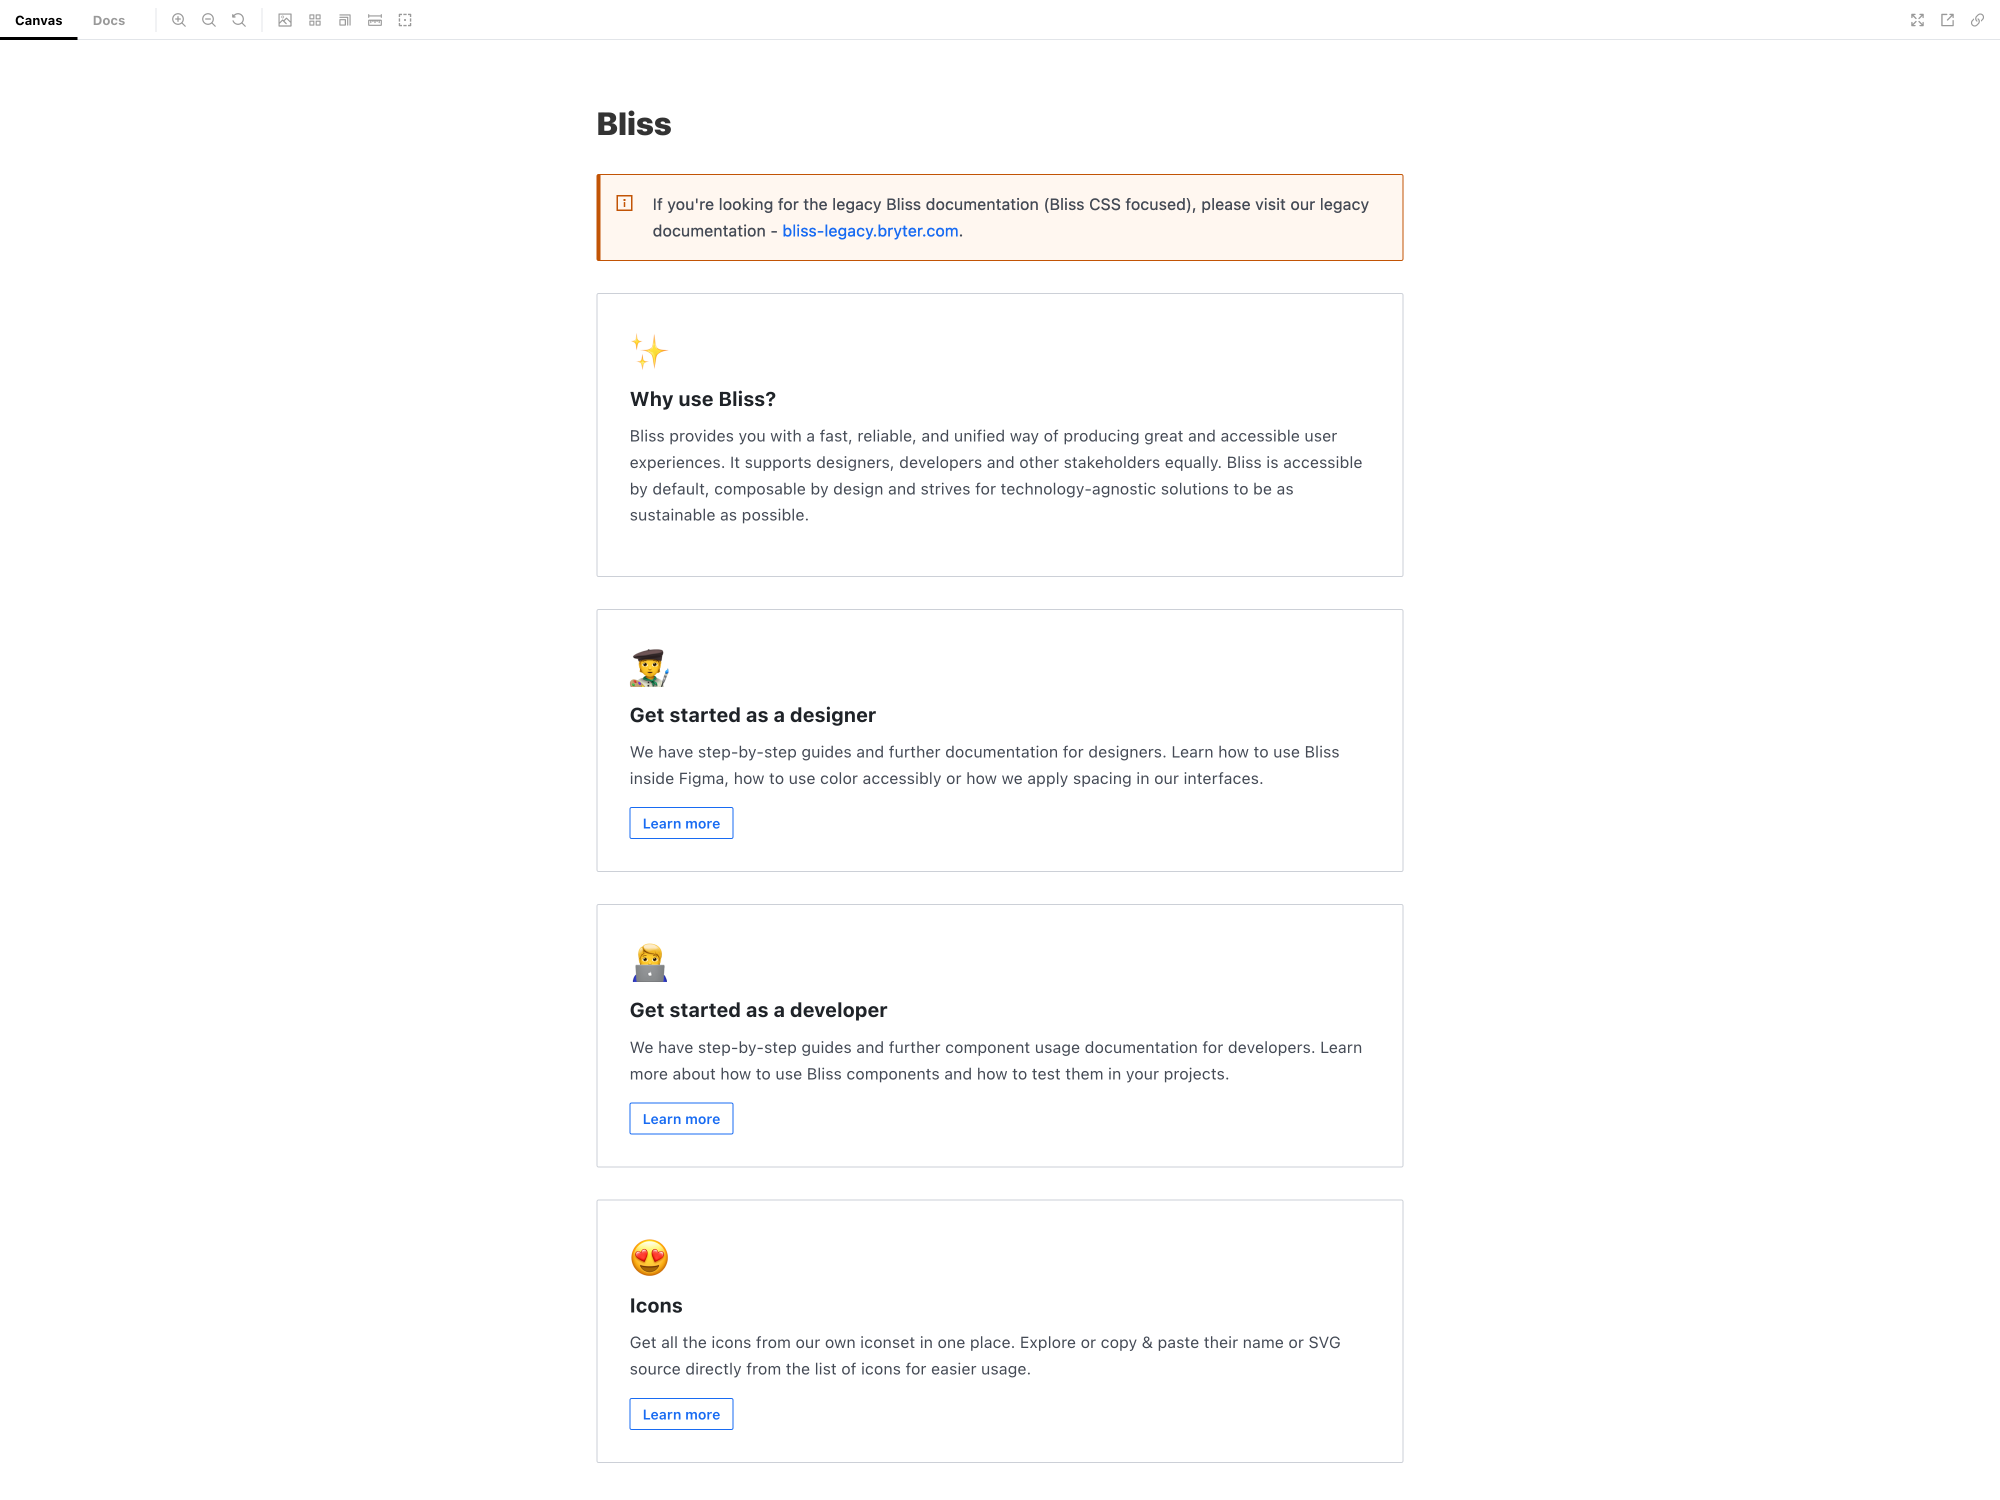 Canvas
Docs
Bliss
If you're looking for the legacy Bliss documentation (Bliss CSS focused), please visit our legacy
documentation - bliss-legacy.bryter.com.
Why use Bliss?
Bliss provides you with a fast, reliable, and unified way of producing great and accessible user
experiences. It supports designers, developers and other stakeholders equally. Bliss is accessible
by default, composable by design and strives for technology-agnostic solutions to be as
sustainable as possible.
Get started as a designer
We have step-by-step guides and further documentation for designers. Learn how to use Bliss
inside Figma, how to use color accessibly or how we apply spacing in our interfaces.
Learn more
Get started as a developer
We have step-by-step guides and further component usage documentation for developers. Learn
more about how to use Bliss components and how to test them in your projects.
Learn more
Icons
Get all the icons from our own iconset in one place. Explore or copy & paste their name or SVG
source directly from the list of icons for easier usage.
Learn more